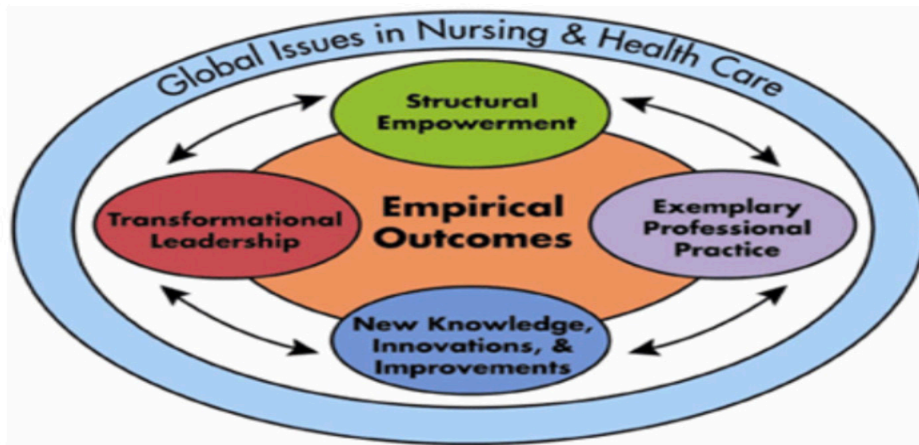 Global Issues in Nursing & Health Care
Structural
Empowerment
Transformational
Leadership
Empirical
Outcomes
Exemplary
Professional
Practice
New Knowledge,
Innovations, &
Improvements